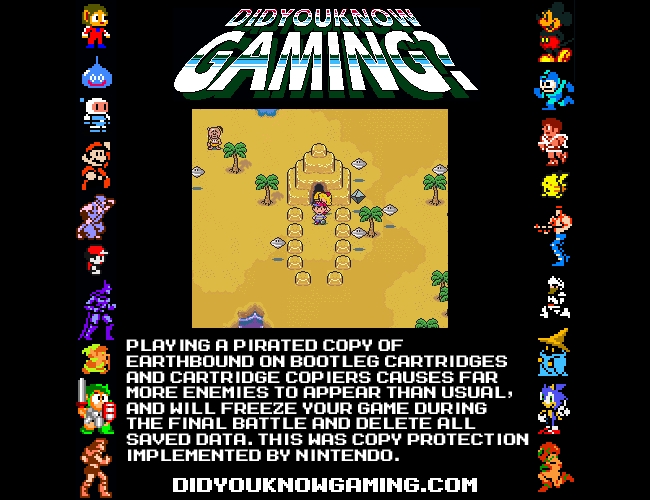 DIDYOUKNOW
GAMING?
PLAYING A PIRATED COPY OF
EARTHBOUND ON BOOTLEG CARTRIDGES
AND CARTRIDGE COPIERS CAUSES FAR
MORE ENEMIES TO APPEAR THAN USUAL,
AND WILL FREEZE YOUR GAME DURING
THE FINAL BATTLE AND DELETE ALL
SAVED DATA. THIS WAS COPY PROTECTION
IMPLEMENTED BY NINTENDO.
DIDYOUKNOWGAMING.COM